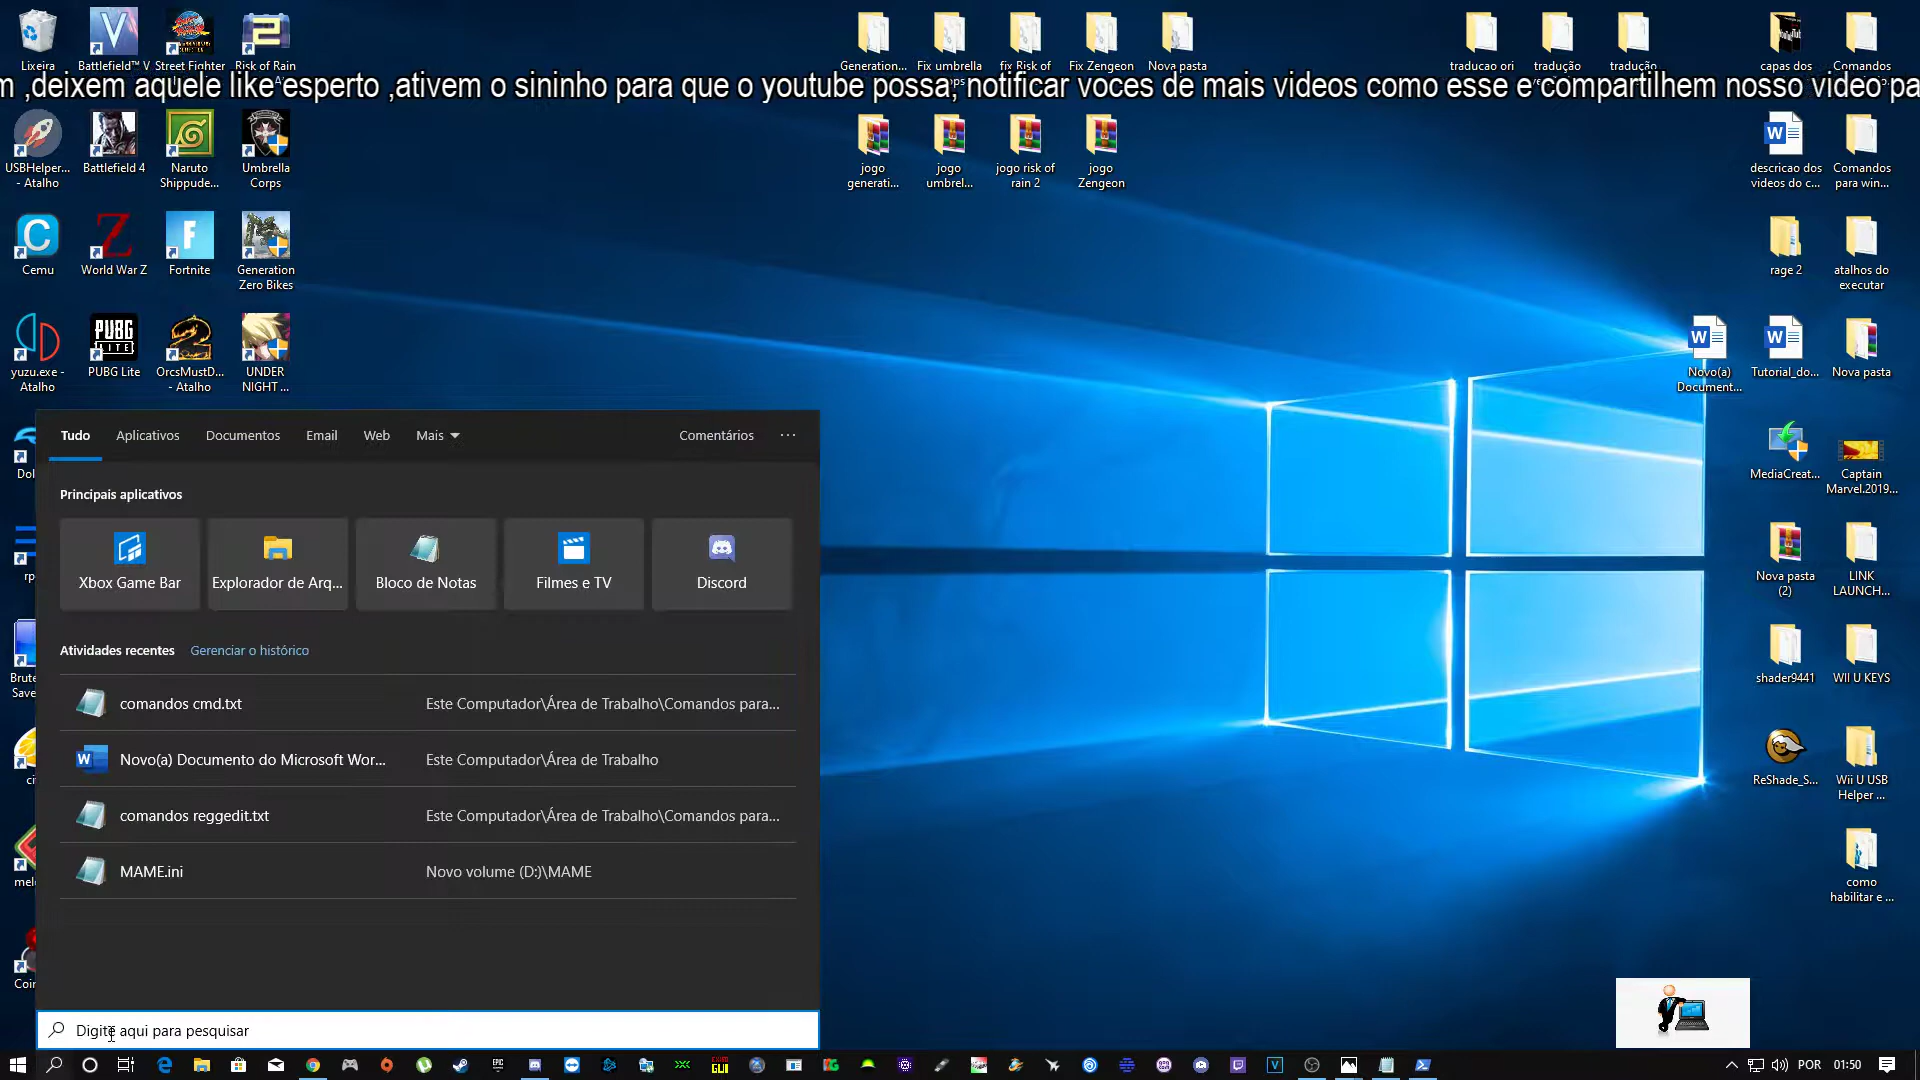 Lixeira
Battlefield™ V
Street Fighter
Risk of Rain
Generation...
Fix umbrella
fix Risk of
Fix Zengeon
Nova pasta
traducao ori
tradução
tradução
capas dos
Comandos
m ,deixem aquele like esperto ,ativem o sininho para que o youtube possa, notificar voces de mais videos como esse e compartilhem nosso video pa
USBHelper...
- Atalho
Battlefield 4
Naruto
Shippude...
Umbrella
Corps
jogo
generati...
jogo
umbrel...
jogo risk of
rain 2
jogo
Zengeon
descricao dos
videos do c...
Comandos
para win...
Cemu
World War Z
Fortnite
Generation
Zero Bikes
rage 2
atalhos do
executar
yuzu.exe -
Atalho
PUBG
LITE
PUBG Lite
OrcsMustD...
- Atalho
UNDER
NIGHT ...
Novo(a)
Document...
Tutorial_do...
Nova pasta
Tudo
Aplicativos
Documentos
Email
Web
Mais
Comentários
Principais aplicativos
Xbox Game Bar
Explorador de Arq...
Bloco de Notas
Filmes e TV
Discord
Atividades recentes
Gerenciar o histórico
comandos cmd.txt
Este Computador\Área de Trabalho\Comandos para...
Novo(a) Documento do Microsoft Wor...
Este Computador\Área de Trabalho
comandos reggedit.txt
Este Computador\Área de Trabalho\Comandos para...
MAME.ini
Novo volume (D:)\MAME
Digite aqui para pesquisar
MediaCreat...
Captain
Marvel.2019...
Nova pasta
(2)
LINK
LAUNCH...
shader9441
WII U KEYS
ReShade_S...
Wii U USB
Helper ...
como
habilitar e ...
POR
01:50